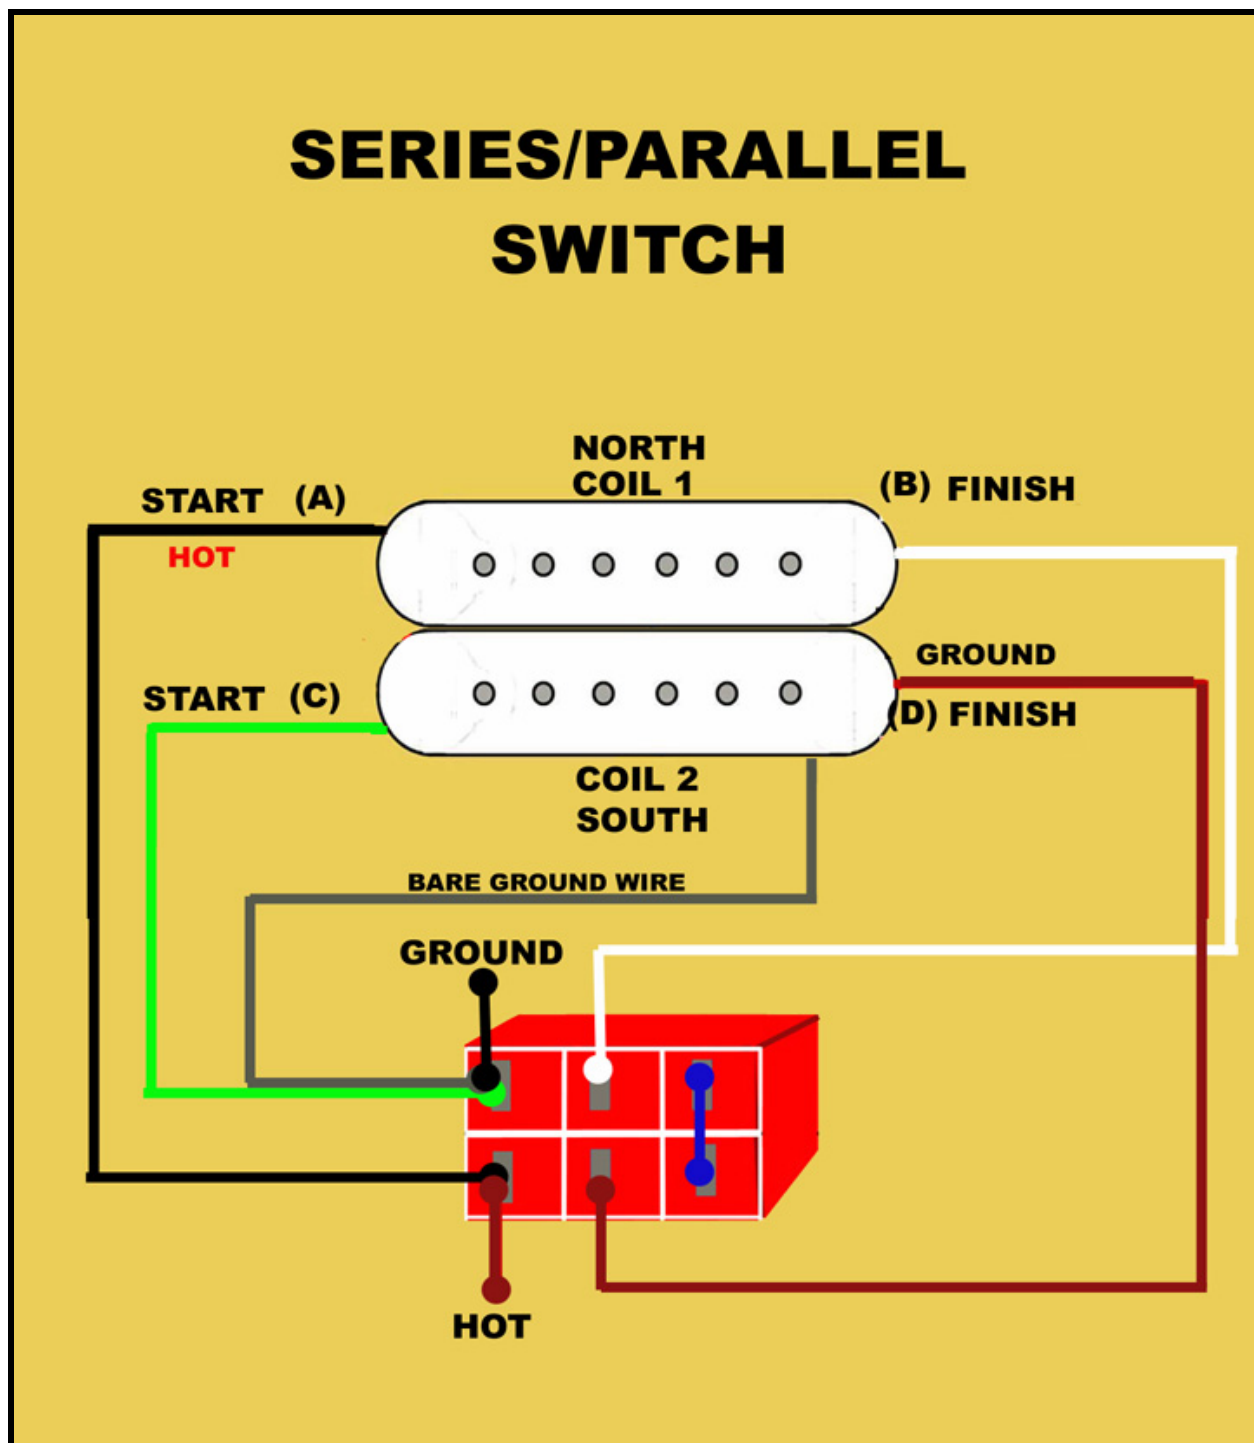 SERIES/PARALLEL
SWITCH
NORTH
COIL 1
START (A)
HOT
(B) FINISH
START (C)
GROUND
(D) FINISH
COIL 2
SOUTH
BARE GROUND WIRE
GROUND
HOT